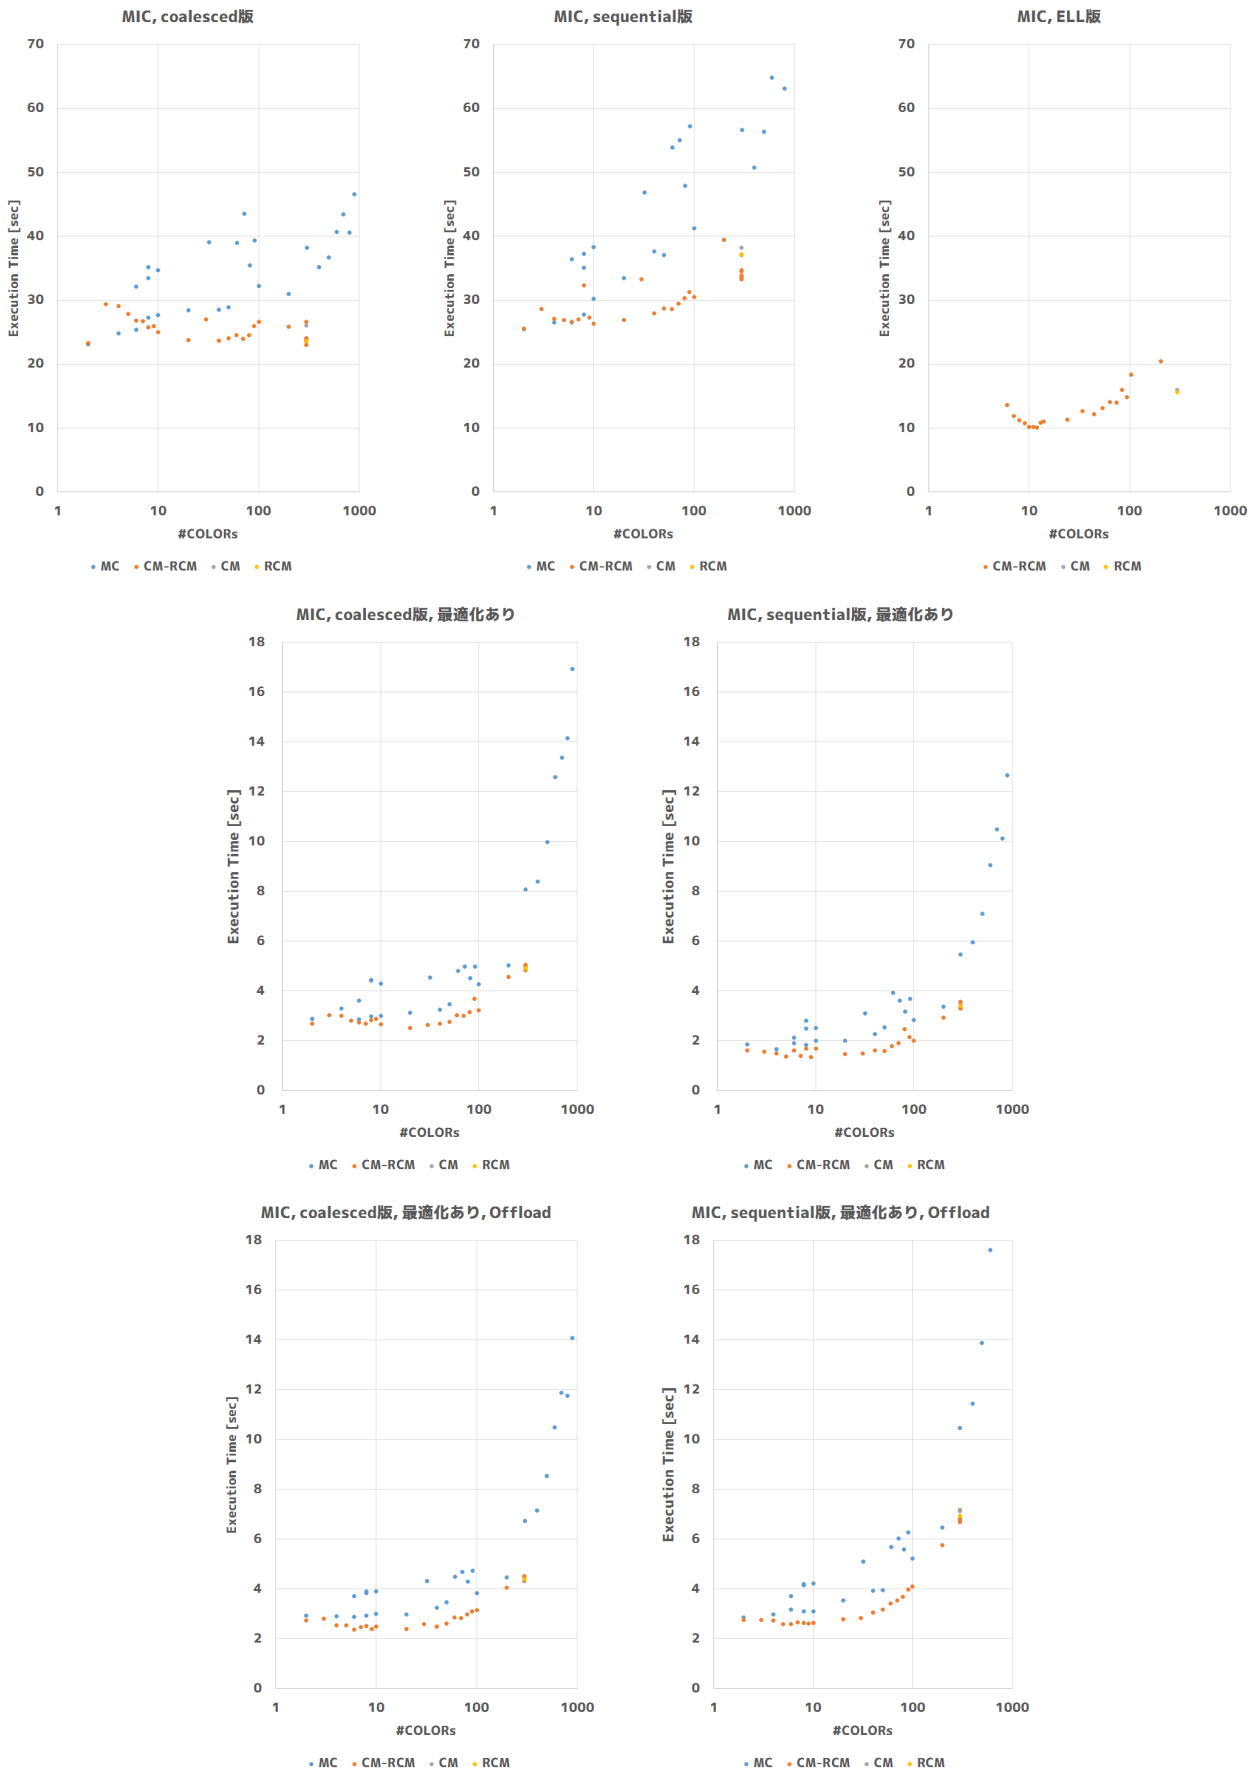 MIC, coalesced版
70
60
50
40
30
20
10
0
Execution Time [sec]
1 10 100 1000
#COLORs
MC CM-RCM CM RCM
MIC, sequential版
70
60
50
40
30
20
10
0
Execution Time [sec]
1 10 100 1000
#COLORs
MC CM-RCM CM RCM
MIC, ELL版
70
60
50
40
30
20
10
0
Execution Time [sec]
1 10 100 1000
#COLORs
CM-RCM CM RCM
MIC, coalesced版, 最適化あり
18
16
14
12
10
8
6
4
2
0
Execution Time [sec]
1 10 100 1000
#COLORs
MC CM-RCM CM RCM
MIC, sequential版, 最適化あり
18
16
14
12
10
8
6
4
2
0
Execution Time [sec]
1 10 100 1000
#COLORs
MC CM-RCM CM RCM
MIC, coalesced版, 最適化あり, Offload
18
16
14
12
10
8
6
4
2
0
Execution Time [sec]
1 10 100 1000
#COLORs
MC CM-RCM CM RCM
MIC, sequential版, 最適化あり, Offload
18
16
14
12
10
8
6
4
2
0
Execution Time [sec]
1 10 100 1000
#COLORs
MC CM-RCM CM RCM